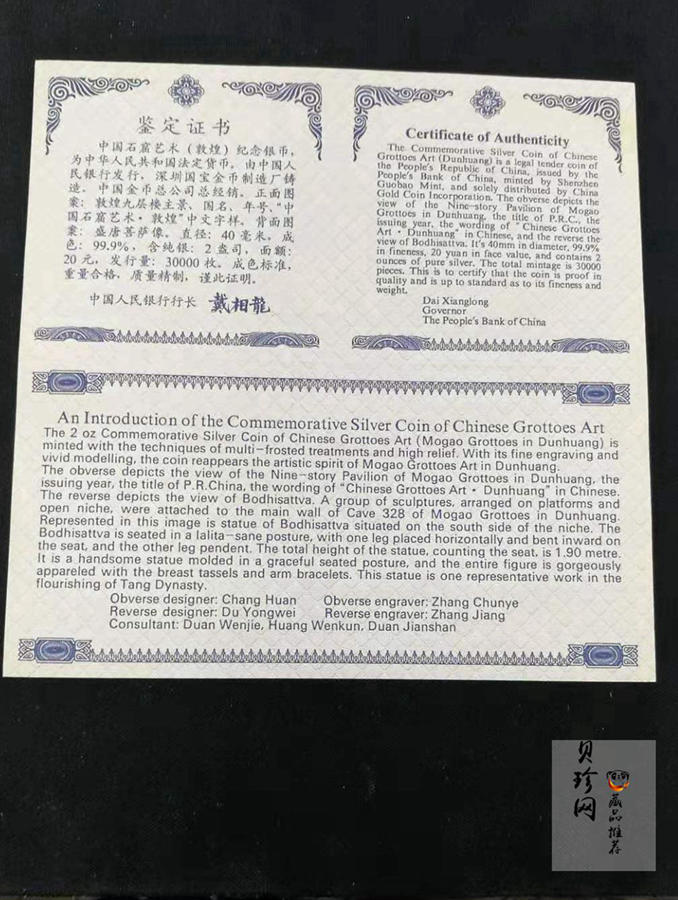 鉴定证书
中国石窟艺术（敦煌）纪念银币，
为中华人民共和国法定货币。由中国人
民银行发行，深圳国宝金币制造厂铸
造。中国金币总公司总经销。正面图
案：敦煌九层楼主景、国名、年号、“中
国石窟艺术·敦煌”中文字样。背面图
案：盛唐菩萨像。直径：40毫米，成
色：99.9%，含纯银：2盎司，面额：
20元，发行量：30000枚。成色标准，
重量合格，质量精制，谨此证明。
中国人民银行行长 戴相龍
Certificate of Authenticity
The Commemorative Silver Coin of Chinese
Grottoes Art (Dunhuang) is a legal tender coin of
the People's Republic of China, issued by the
People's Bank of China, minted by Shenzhen
Guobao Mint, and solely distributed by China
Gold Coin Incorporation. The obverse depicts the
view of the Nine-story Pavilion of Mogao
Grottoes in Dunhuang, the title of P.R.C., the
issuing year, the wording of “Chinese Grottoes
Art·Dunhuang” in Chinese, and the reverse the
view of Bodhisattva. It's 40mm in diameter, 99.9%
in fineness, 20 yuan in face value, and contains 2
ounces of pure silver. The total mintage is 30000
pieces. This is to certify that the coin is proof in
quality and is up to standard as to its fineness and
weight.
Dai Xianglong
Governor
The People's Bank of China
An Introduction of the Commemorative Silver Coin of Chinese Grottoes Art
The 2 oz Commemorative Silver Coin of Chinese Grottoes Art (Mogao Grottoes in Dunhuang) is
minted with the techniques of multi-frosted treatments and high relief. With its fine engraving and
vivid modelling, the coin reappears the artistic spirit of Mogao Grottoes Art in Dunhuang.
The obverse depicts the view of the Nine-story Pavilion of Mogao Grottoes in Dunhuang, the
issuing year, the title of P.R.China, the wording of “Chinese Grottoes Art·Dunhuang” in Chinese.
The reverse depicts the view of Bodhisattva. A group of sculptures, arranged on platforms and
open niche, were attached to the main wall of Cave 328 of Mogao Grottoes in Dunhuang.
Represented in this image is statue of Bodhisattva situated on the south side of the niche. The
Bodhisattva is seated in a lalita-sane posture, with one leg placed horizontally and bent inward on
the seat, and the other leg pendent. The total height of the statue, counting the seat, is 1.90 metre.
It is a handsome statue molded in a graceful seated posture, and the entire figure is gorgeously
appareled with the breast tassels and arm bracelets. This statue is one representative work in the
flourishing of Tang Dynasty.
Obverse designer: Chang Huan Obverse engraver: Zhang Chunye
Reverse designer: Du Yongwei Reverse engraver: Zhang Jiang
Consultant: Duan Wenjie, Huang Wenkun, Duan Jianshan
贝珍网
藏品推荐